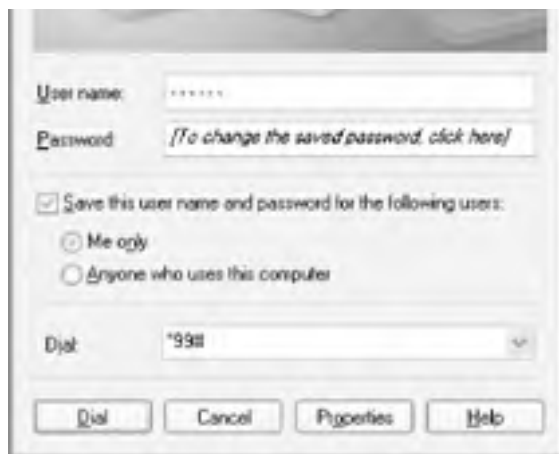 User name:
Password:
[To change the saved password, click here]
Save this user name and password for the following users:
Me only
Anyone who uses this computer
Dial: *99#
Dial Cancel Properties Help